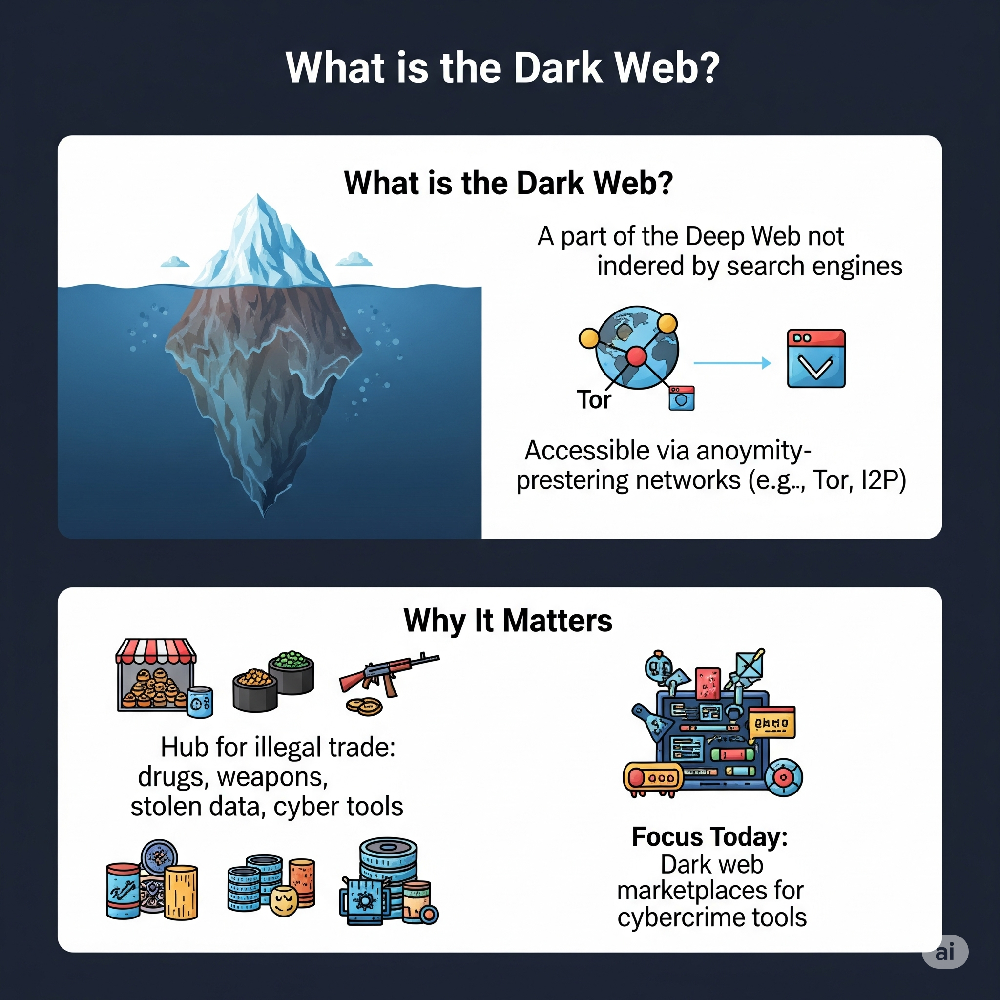 What is the Dark Web?
What is the Dark Web?
A part of the Deep Web not
indered by search engines
Tor
Accessible via anoymity-
prestering networks (e.g.., Tor, I2P)
Why It Matters
Hub for illegal trade:
drugs, weapons,
stolen data, cyber tools
Focus Today:
Dark web
marketplaces for
cybercrime tools
ai